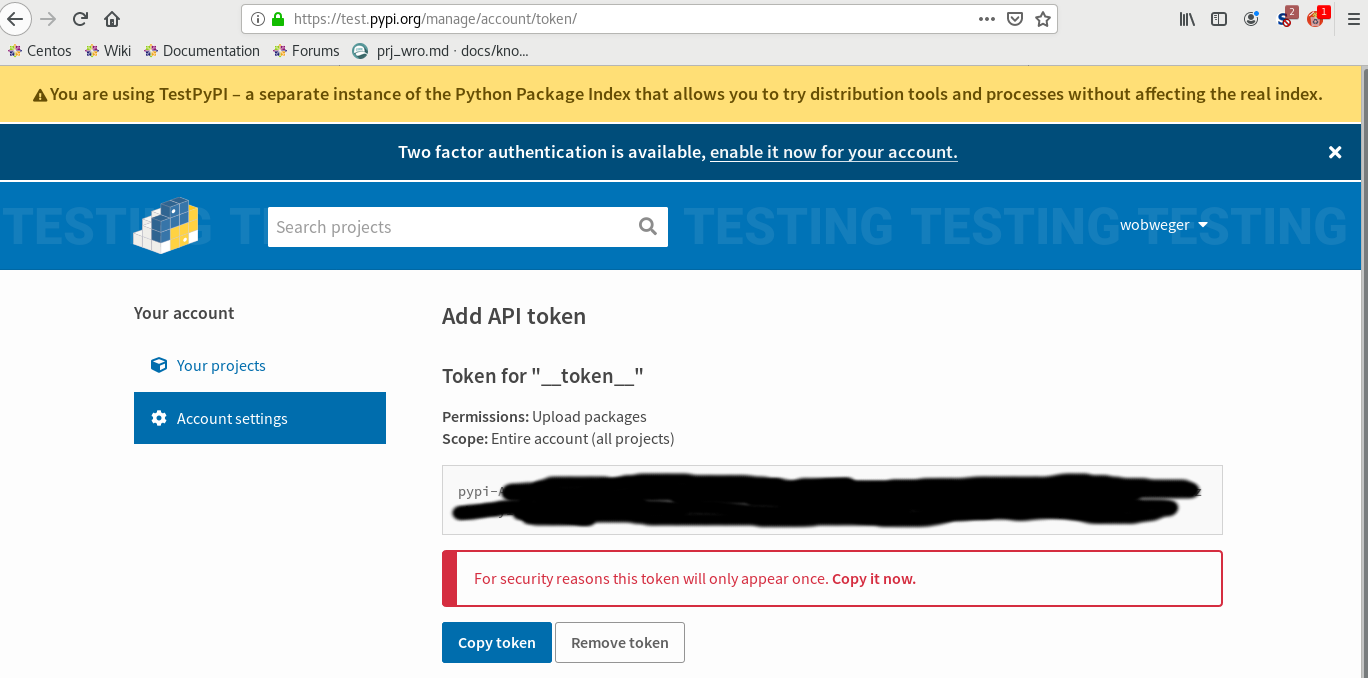 https://test.pypi.org/manage/account/token/
2
1
Centos Wiki Documentation Forums prj_wro.md · docs/kno...
You are using TestPyPI – a separate instance of the Python Package Index that allows you to try distribution tools and processes without affecting the real index.
Two factor authentication is available, enable it now for your account.
TESTING TESTING TESTING TESTING
Search projects
wobweger
Your account
Your projects
Account settings
Add API token
Token for "__token__"
Permissions: Upload packages
Scope: Entire account (all projects)
pypi-A
For security reasons this token will only appear once. Copy it now.
Copy token
Remove token